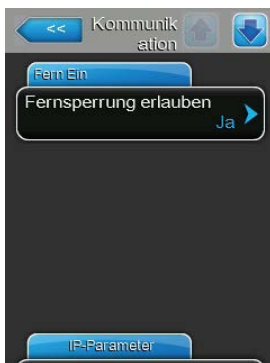 <<
Kommunik
ation
Fern Ein
Fernsperrung erlauben
Ja
IP-Parameter